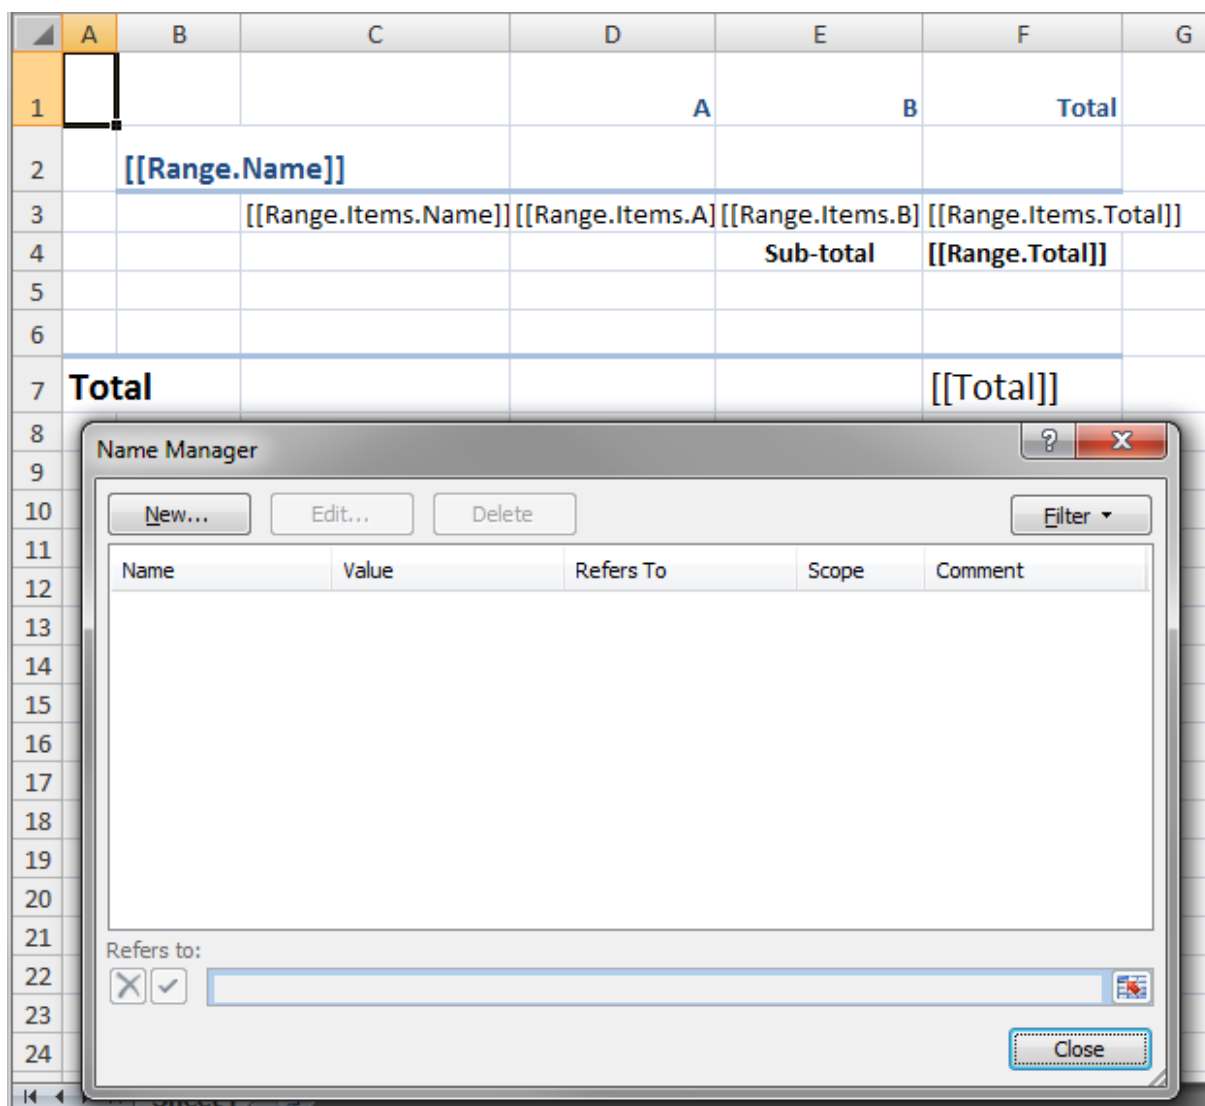 A B C D E F G
1 A B Total
2 [[Range.Name]]
3 [[Range.Items.Name]] [[Range.Items.A] [[Range.Items.B] [[Range.Items.Total]]
4 Sub-total [[Range.Total]]
5
6
7 Total [[Total]]
8
Name Manager ?
9
10 New... Edit... Delete Filter
11
12 Name Value Refers To Scope Comment
13
14
15
16
17
18
19
20
21
Refers to:
22
23
24 Close